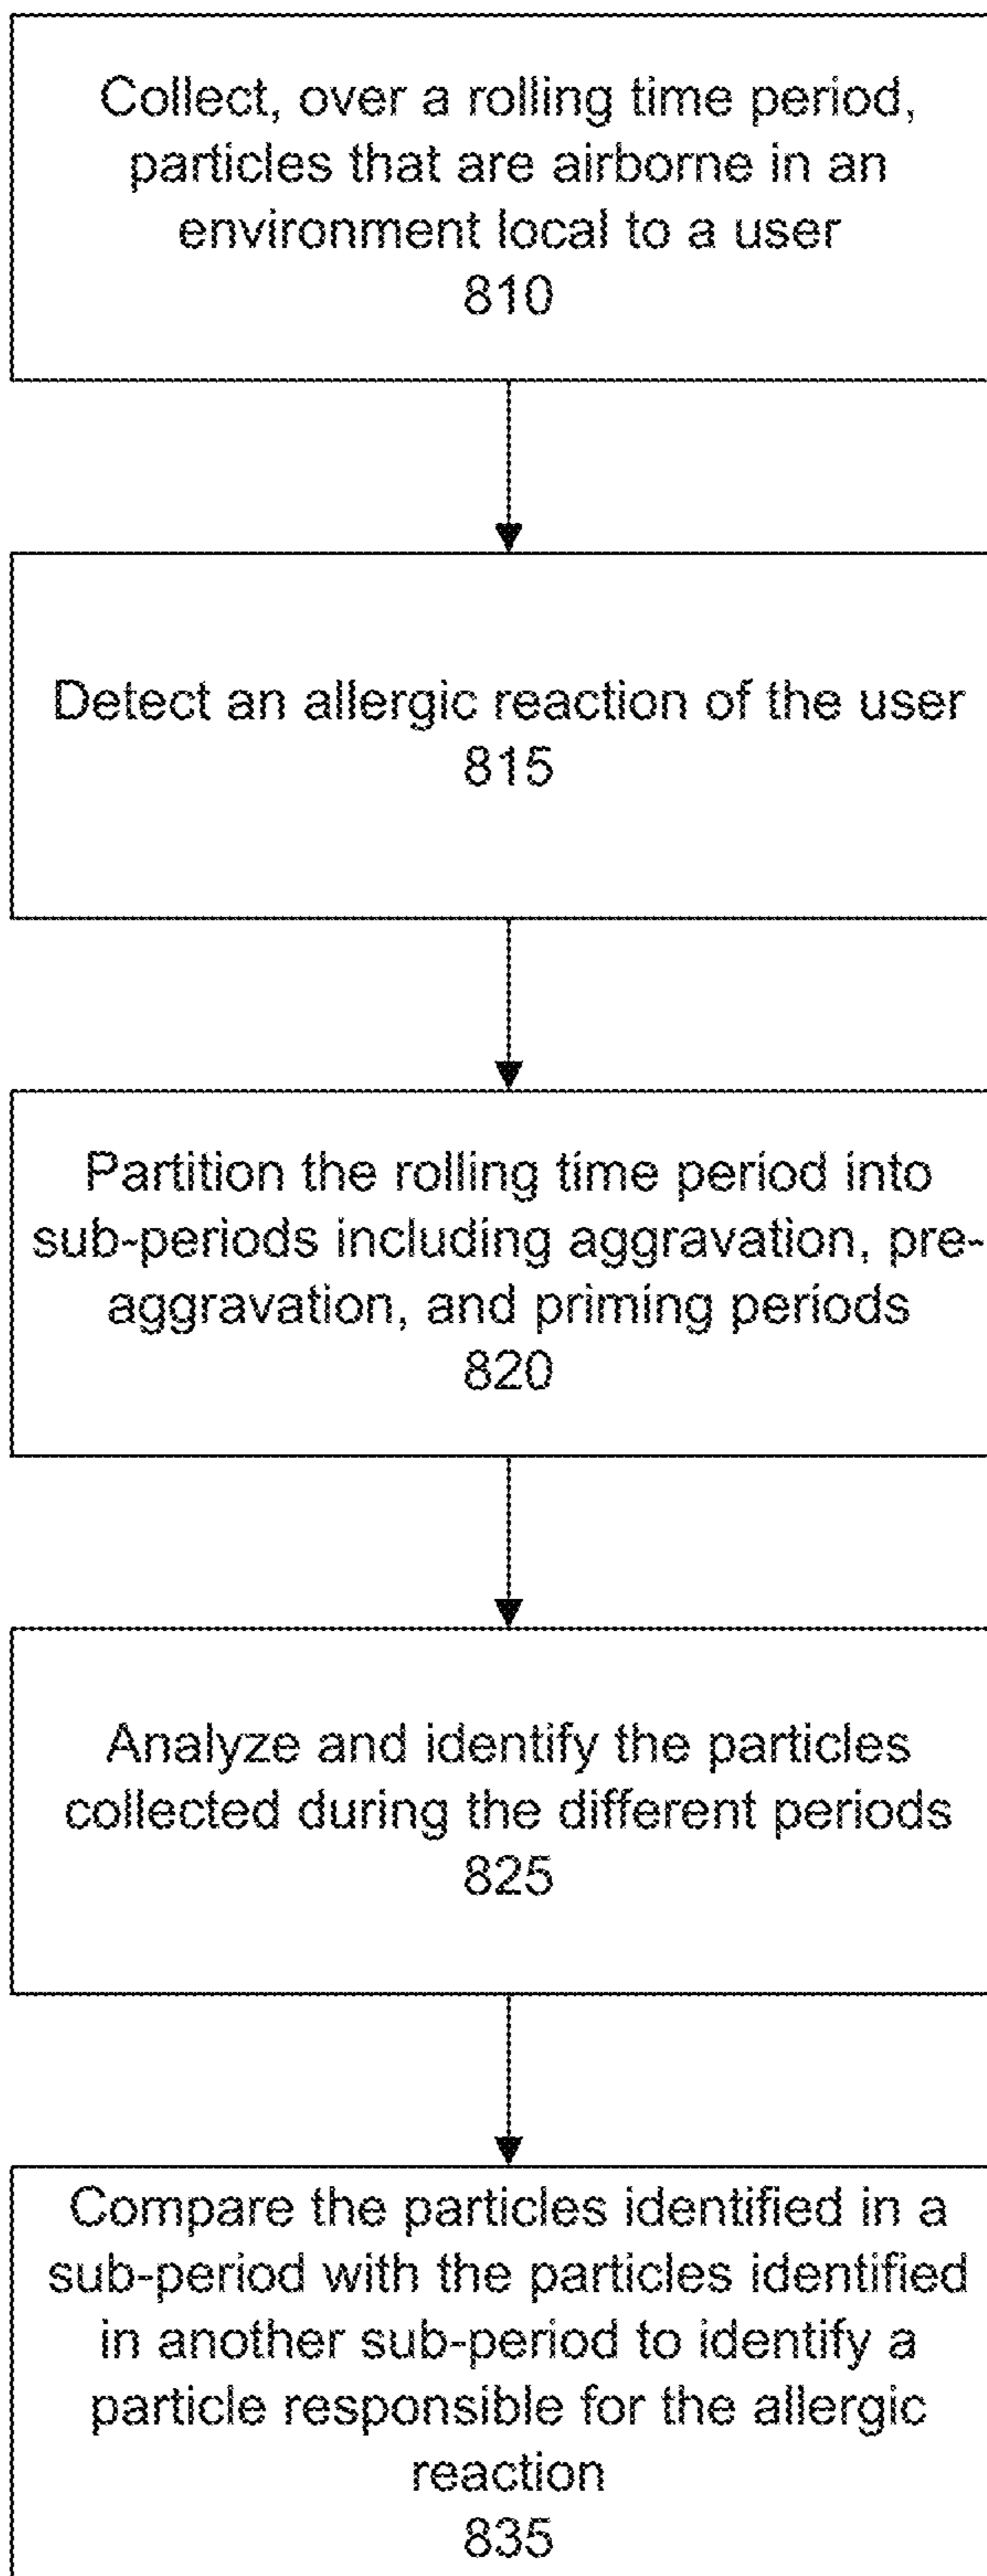 Collect, over a rolling time period,
particles that are airborne in an
environment local to a user
810
Detect an allergic reaction of the user
815
Partition the rolling time period into
sub-periods including aggravation, pre-
aggravation, and priming periods
820
Analyze and identify the particles
collected during the different periods
825
Compare the particles identified in a
sub-period with the particles identified
in another sub-period to identify a
particle responsible for the allergic
reaction
835